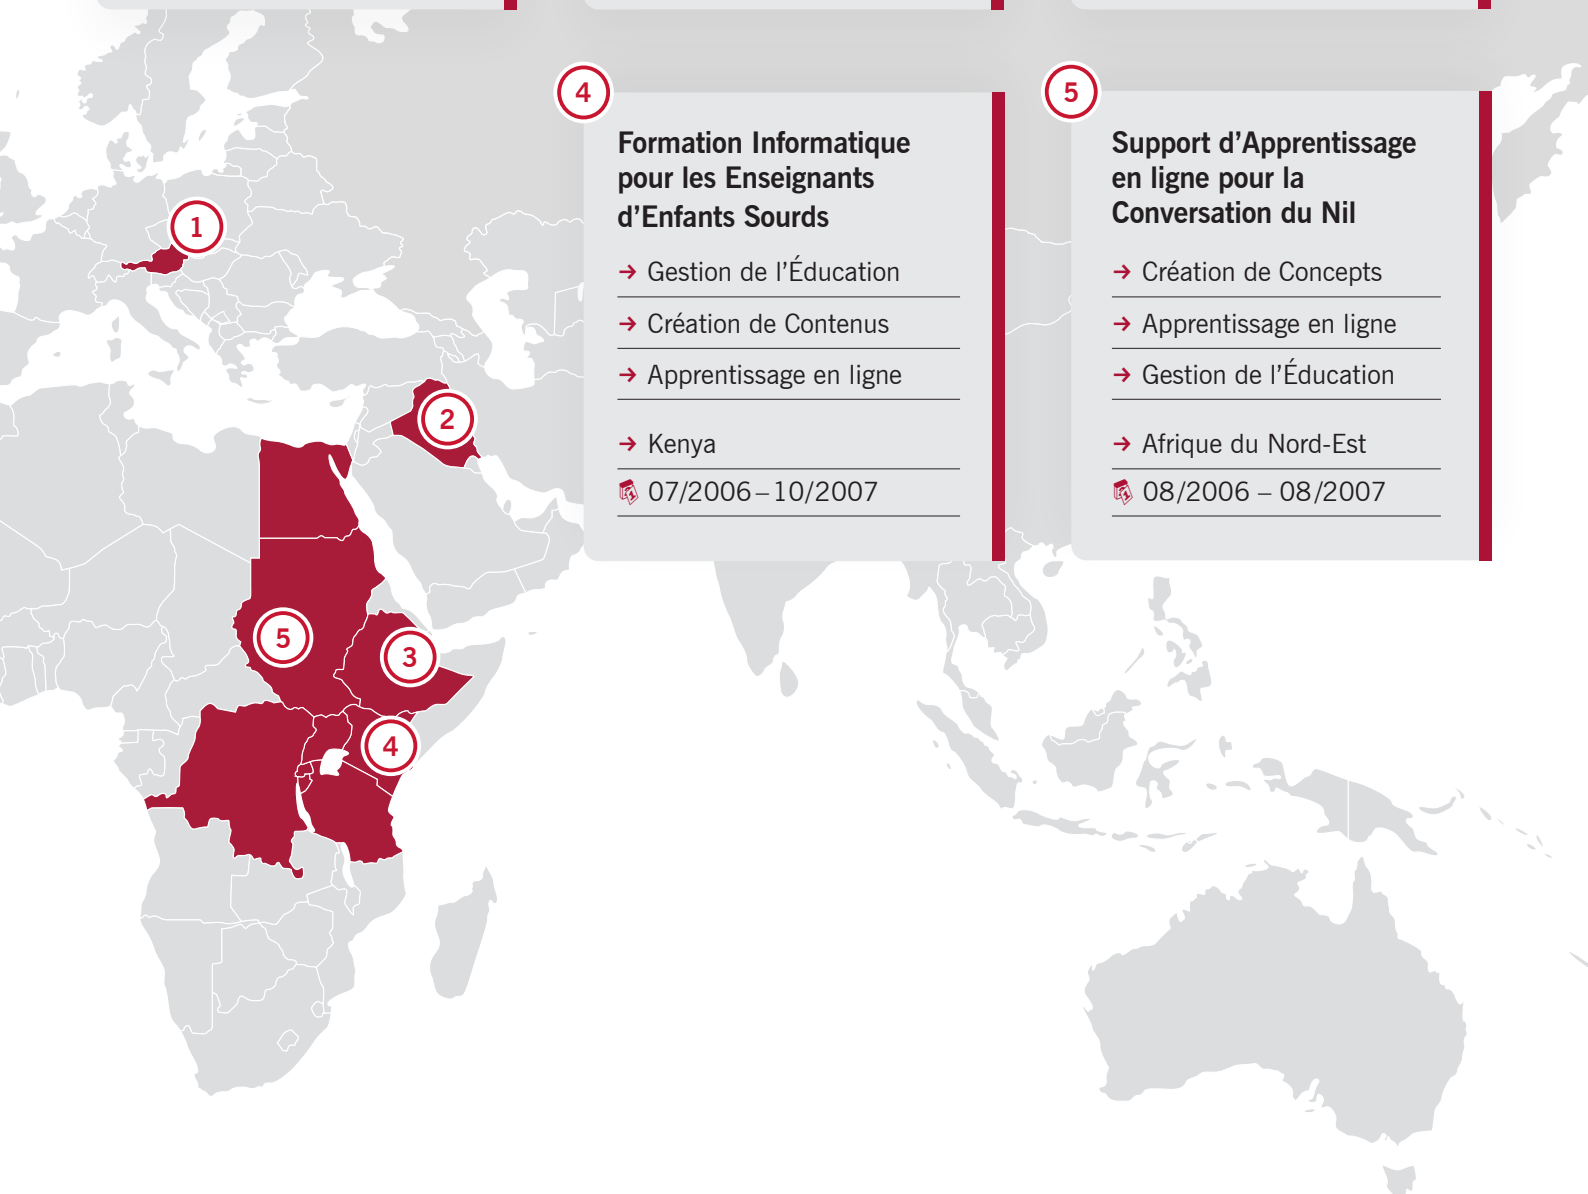 4
Formation Informatique
pour les Enseignants
d’Enfants Sourds
→ Gestion de l’Éducation
→ Création de Contenus
→ Apprentissage en ligne
→ Kenya
07/2006 – 10/2007
5
Support d’Apprentissage
en ligne pour la
Conversation du Nil
→ Création de Concepts
→ Apprentissage en ligne
→ Gestion de l’Éducation
→ Afrique du Nord-Est
08/2006 – 08/2007
1
2
5
3
4